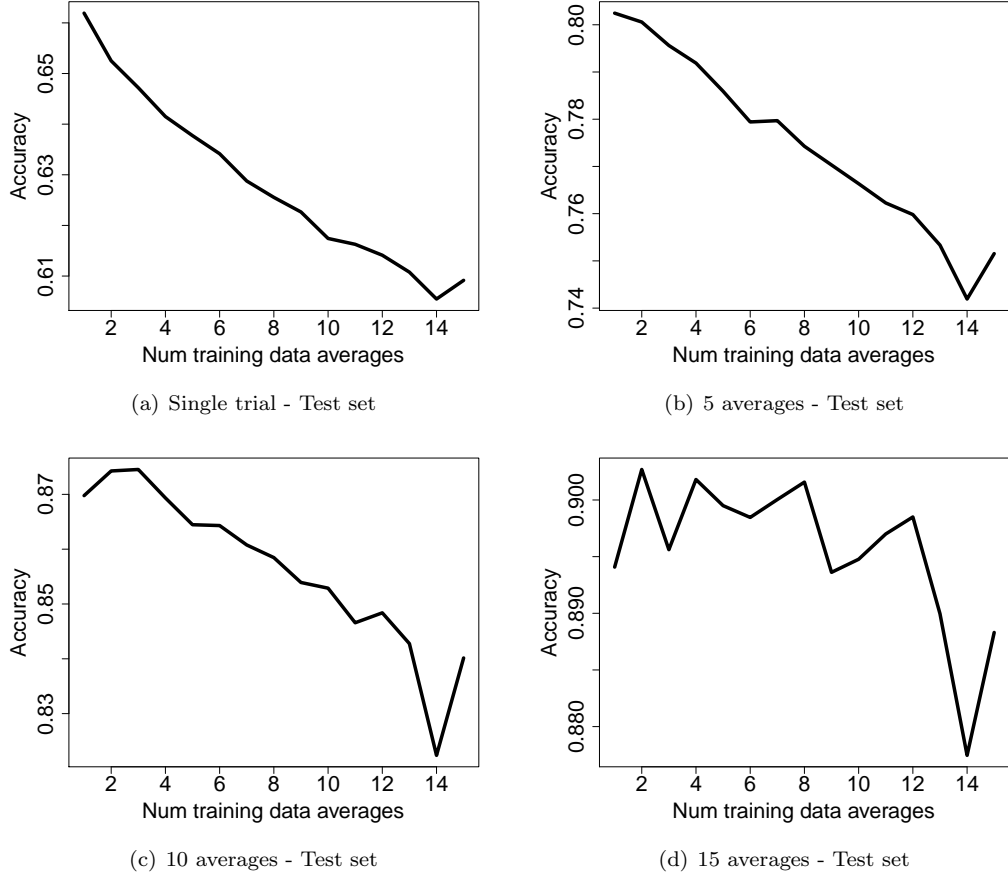 Accuracy
0.65
0.63
0.61
2 4 6 8 10 12 14
Num training data averages
(a) Single trial - Test set
Accuracy
0.80
0.78
0.76
0.74
2 4 6 8 10 12 14
Num training data averages
(b) 5 averages - Test set
Accuracy
0.87
0.85
0.83
2 4 6 8 10 12 14
Num training data averages
(c) 10 averages - Test set
Accuracy
0.900
0.890
0.880
2 4 6 8 10 12 14
Num training data averages
(d) 15 averages - Test set